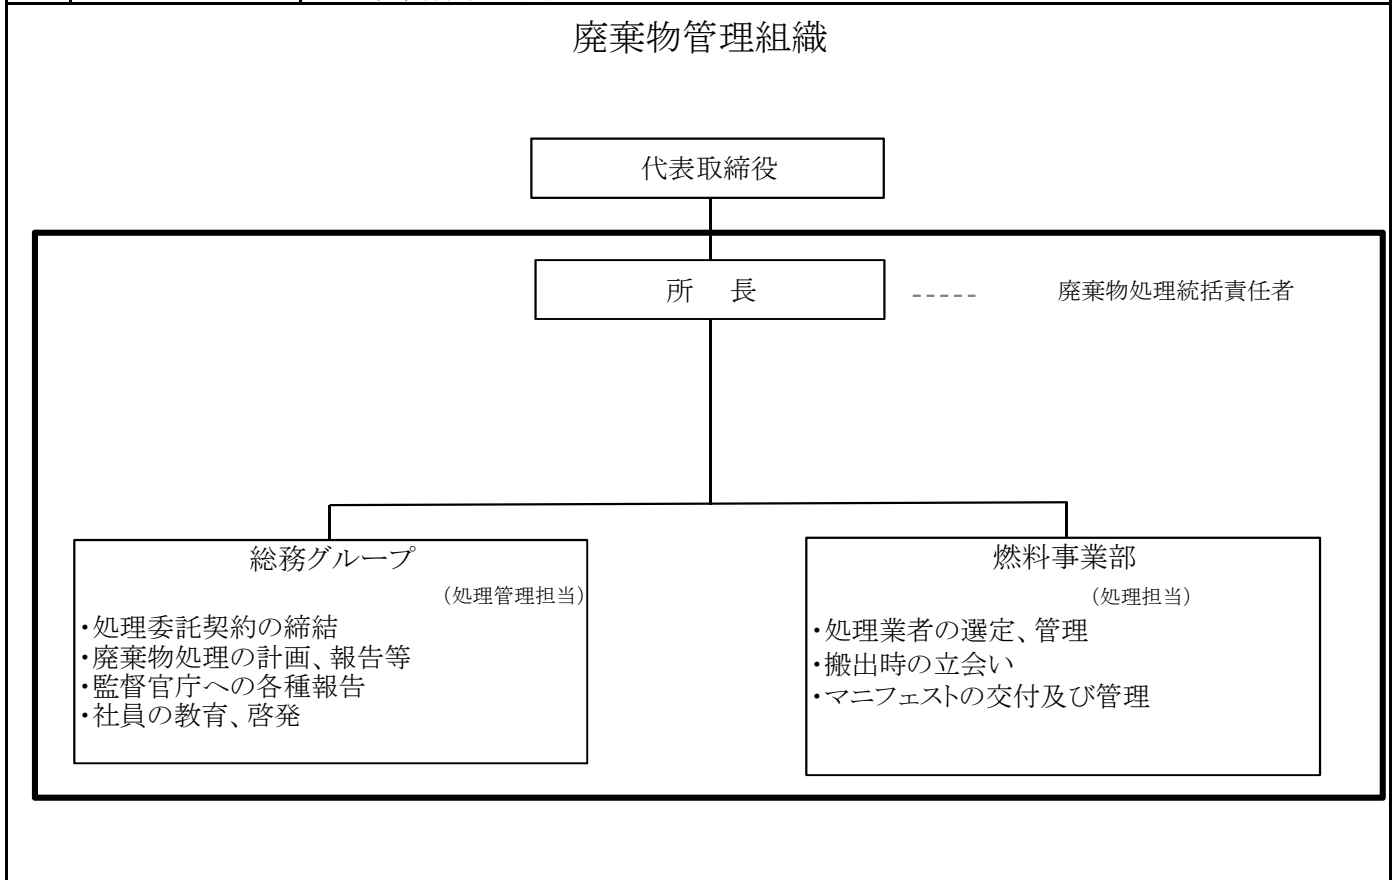 廃棄物管理組織
代表取締役
所　長
-----
廃棄物処理統括責任者
総務グループ
（処理管理担当）
・処理委託契約の締結
・廃棄物処理の計画、報告等
・監督官庁への各種報告
・社員の教育、啓発
燃料事業部
（処理担当）
・処理業者の選定、管理
・搬出時の立会い
・マニフェストの交付及び管理